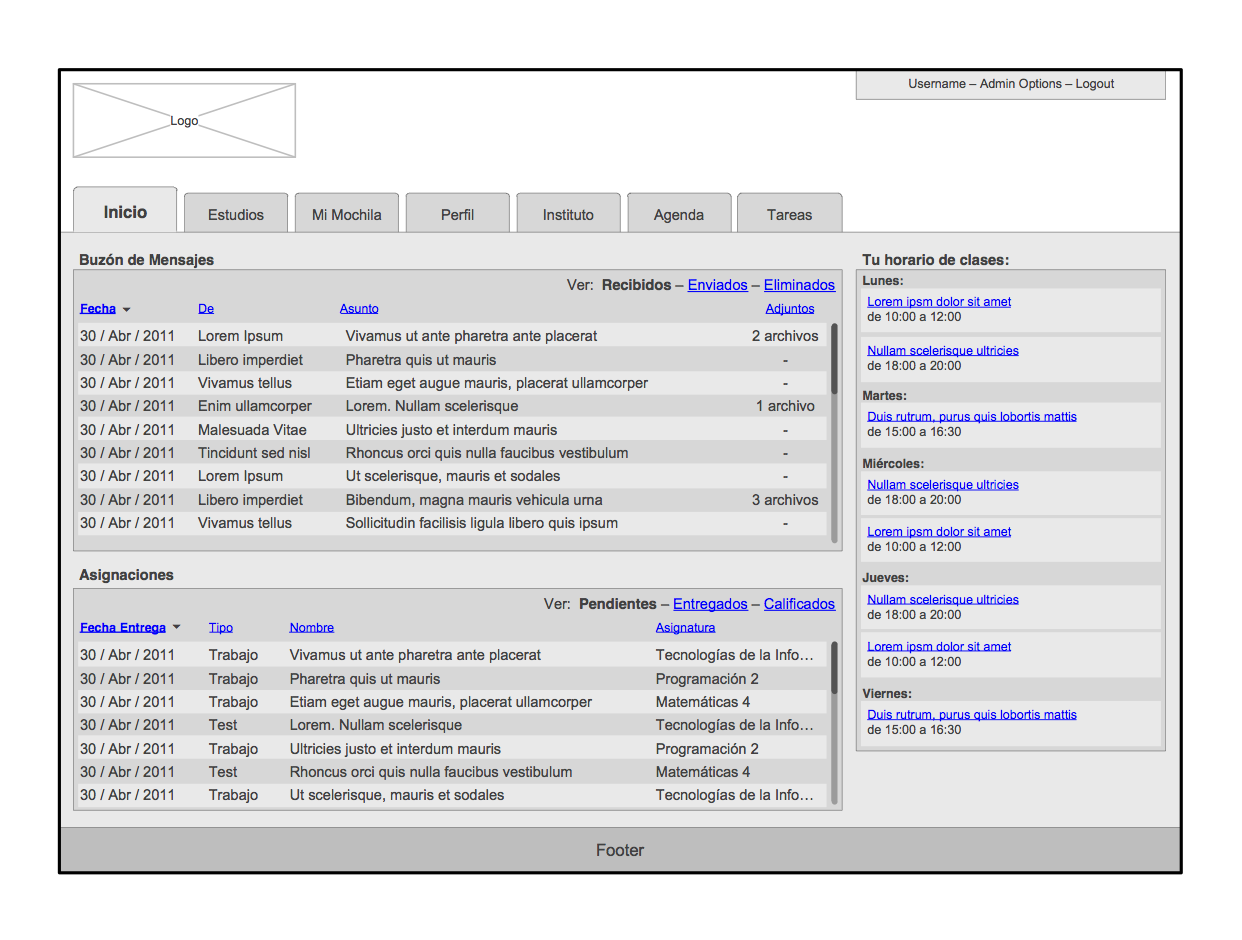 Logo
Username – Admin Options – Logout
Inicio Estudios Mi Mochila Perfil Instituto Agenda Tareas
Buzón de Mensajes
Ver: Recibidos – Enviados – Eliminados
Fecha De Asunto Adjuntos
30 / Abr / 2011 Lorem Ipsum Vivamus ut ante pharetra ante placerat 2 archivos
30 / Abr / 2011 Libero imperdiet Pharetra quis ut mauris -
30 / Abr / 2011 Vivamus tellus Etiam eget augue mauris, placerat ullamcorper -
30 / Abr / 2011 Enim ullamcorper Lorem. Nullam scelerisque 1 archivo
30 / Abr / 2011 Malesuada Vitae Ultricies justo et interdum mauris -
30 / Abr / 2011 Tincidunt sed nisl Rhoncus orci quis nulla faucibus vestibulum -
30 / Abr / 2011 Lorem Ipsum Ut scelerisque, mauris et sodales -
30 / Abr / 2011 Libero imperdiet Bibendum, magna mauris vehicula urna 3 archivos
30 / Abr / 2011 Vivamus tellus Sollicitudin facilisis ligula libero quis ipsum -
Asignaciones
Ver: Pendientes – Entregados – Calificados
Fecha Entrega Tipo Nombre Asignatura
30 / Abr / 2011 Trabajo Vivamus ut ante pharetra ante placerat Tecnologías de la Info…
30 / Abr / 2011 Trabajo Pharetra quis ut mauris Programación 2
30 / Abr / 2011 Trabajo Etiam eget augue mauris, placerat ullamcorper Matemáticas 4
30 / Abr / 2011 Test Lorem. Nullam scelerisque Tecnologías de la Info…
30 / Abr / 2011 Trabajo Ultricies justo et interdum mauris Programación 2
30 / Abr / 2011 Test Rhoncus orci quis nulla faucibus vestibulum Matemáticas 4
30 / Abr / 2011 Trabajo Ut scelerisque, mauris et sodales Tecnologías de la Info…
Tu horario de clases:
Lunes:
Lorem ipsm dolor sit amet
de 10:00 a 12:00
Nullam scelerisque ultricies
de 18:00 a 20:00
Martes:
Duis rutrum, purus quis lobortis mattis
de 15:00 a 16:30
Miércoles:
Nullam scelerisque ultricies
de 18:00 a 20:00
Lorem ipsm dolor sit amet
de 10:00 a 12:00
Jueves:
Nullam scelerisque ultricies
de 18:00 a 20:00
Lorem ipsm dolor sit amet
de 10:00 a 12:00
Viernes:
Duis rutrum, purus quis lobortis mattis
de 15:00 a 16:30
Footer